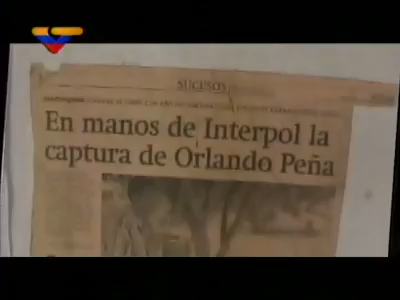 SUCESOS
En manos de Interpol la
captura de Orlando Peña